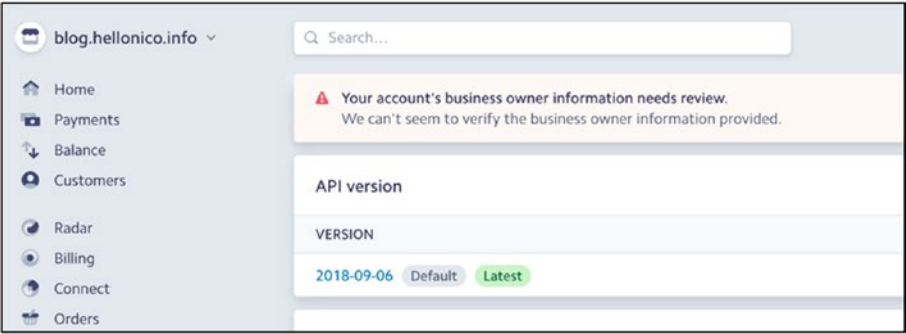 blog.hellonico.info
Search...
Home
Payments
Balance
Customers
Radar
Billing
Connect
Orders
Your account's business owner information needs review.
We can't seem to verify the business owner information provided.
API version
VERSION
2018-09-06 Default Latest